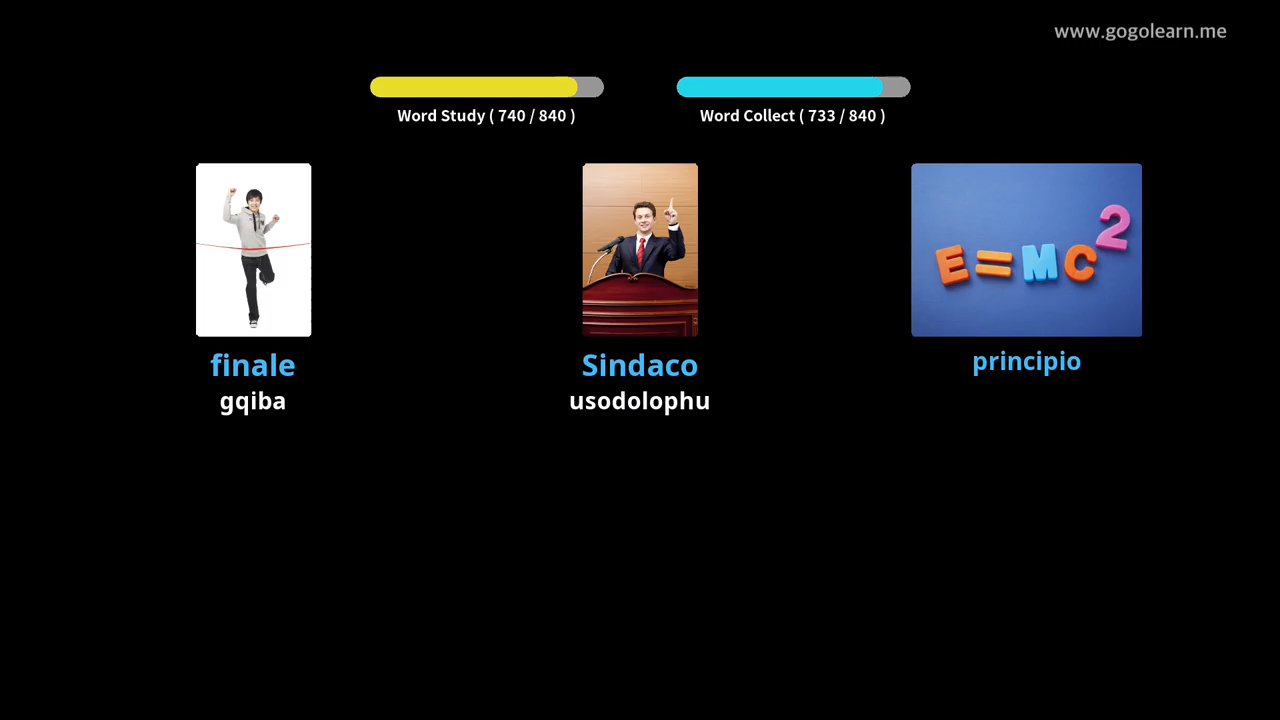 www.gogolearn.me
Word Study ( 740 / 840 )
Word Collect ( 733 / 840 )
E=MC2
finale
gqiba
Sindaco
usodolophu
principio